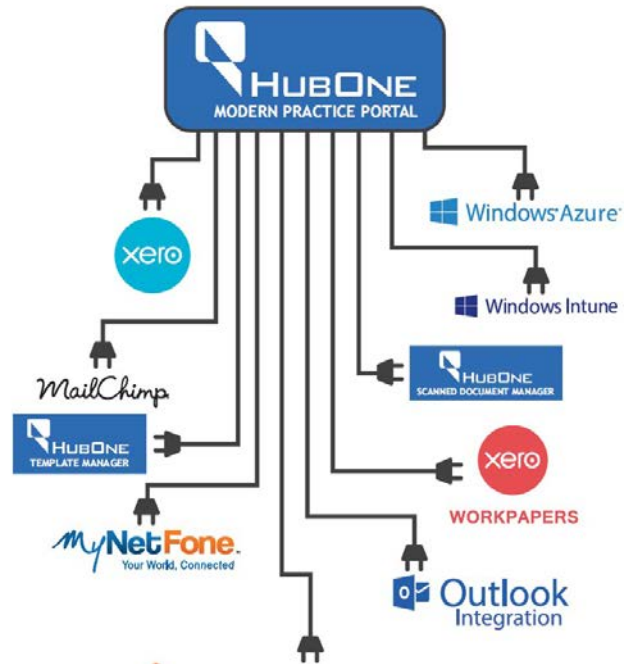 HUBONE
MODERN PRACTICE PORTAL
xero
Windows Azure
Windows Intune
MailChimp
HUBONE
SCANNED DOCUMENT MANAGER
HUBONE
TEMPLATE MANAGER
xero
WORKPAPERS
MyNetFone.
Your World, Connected
Outlook
Integration